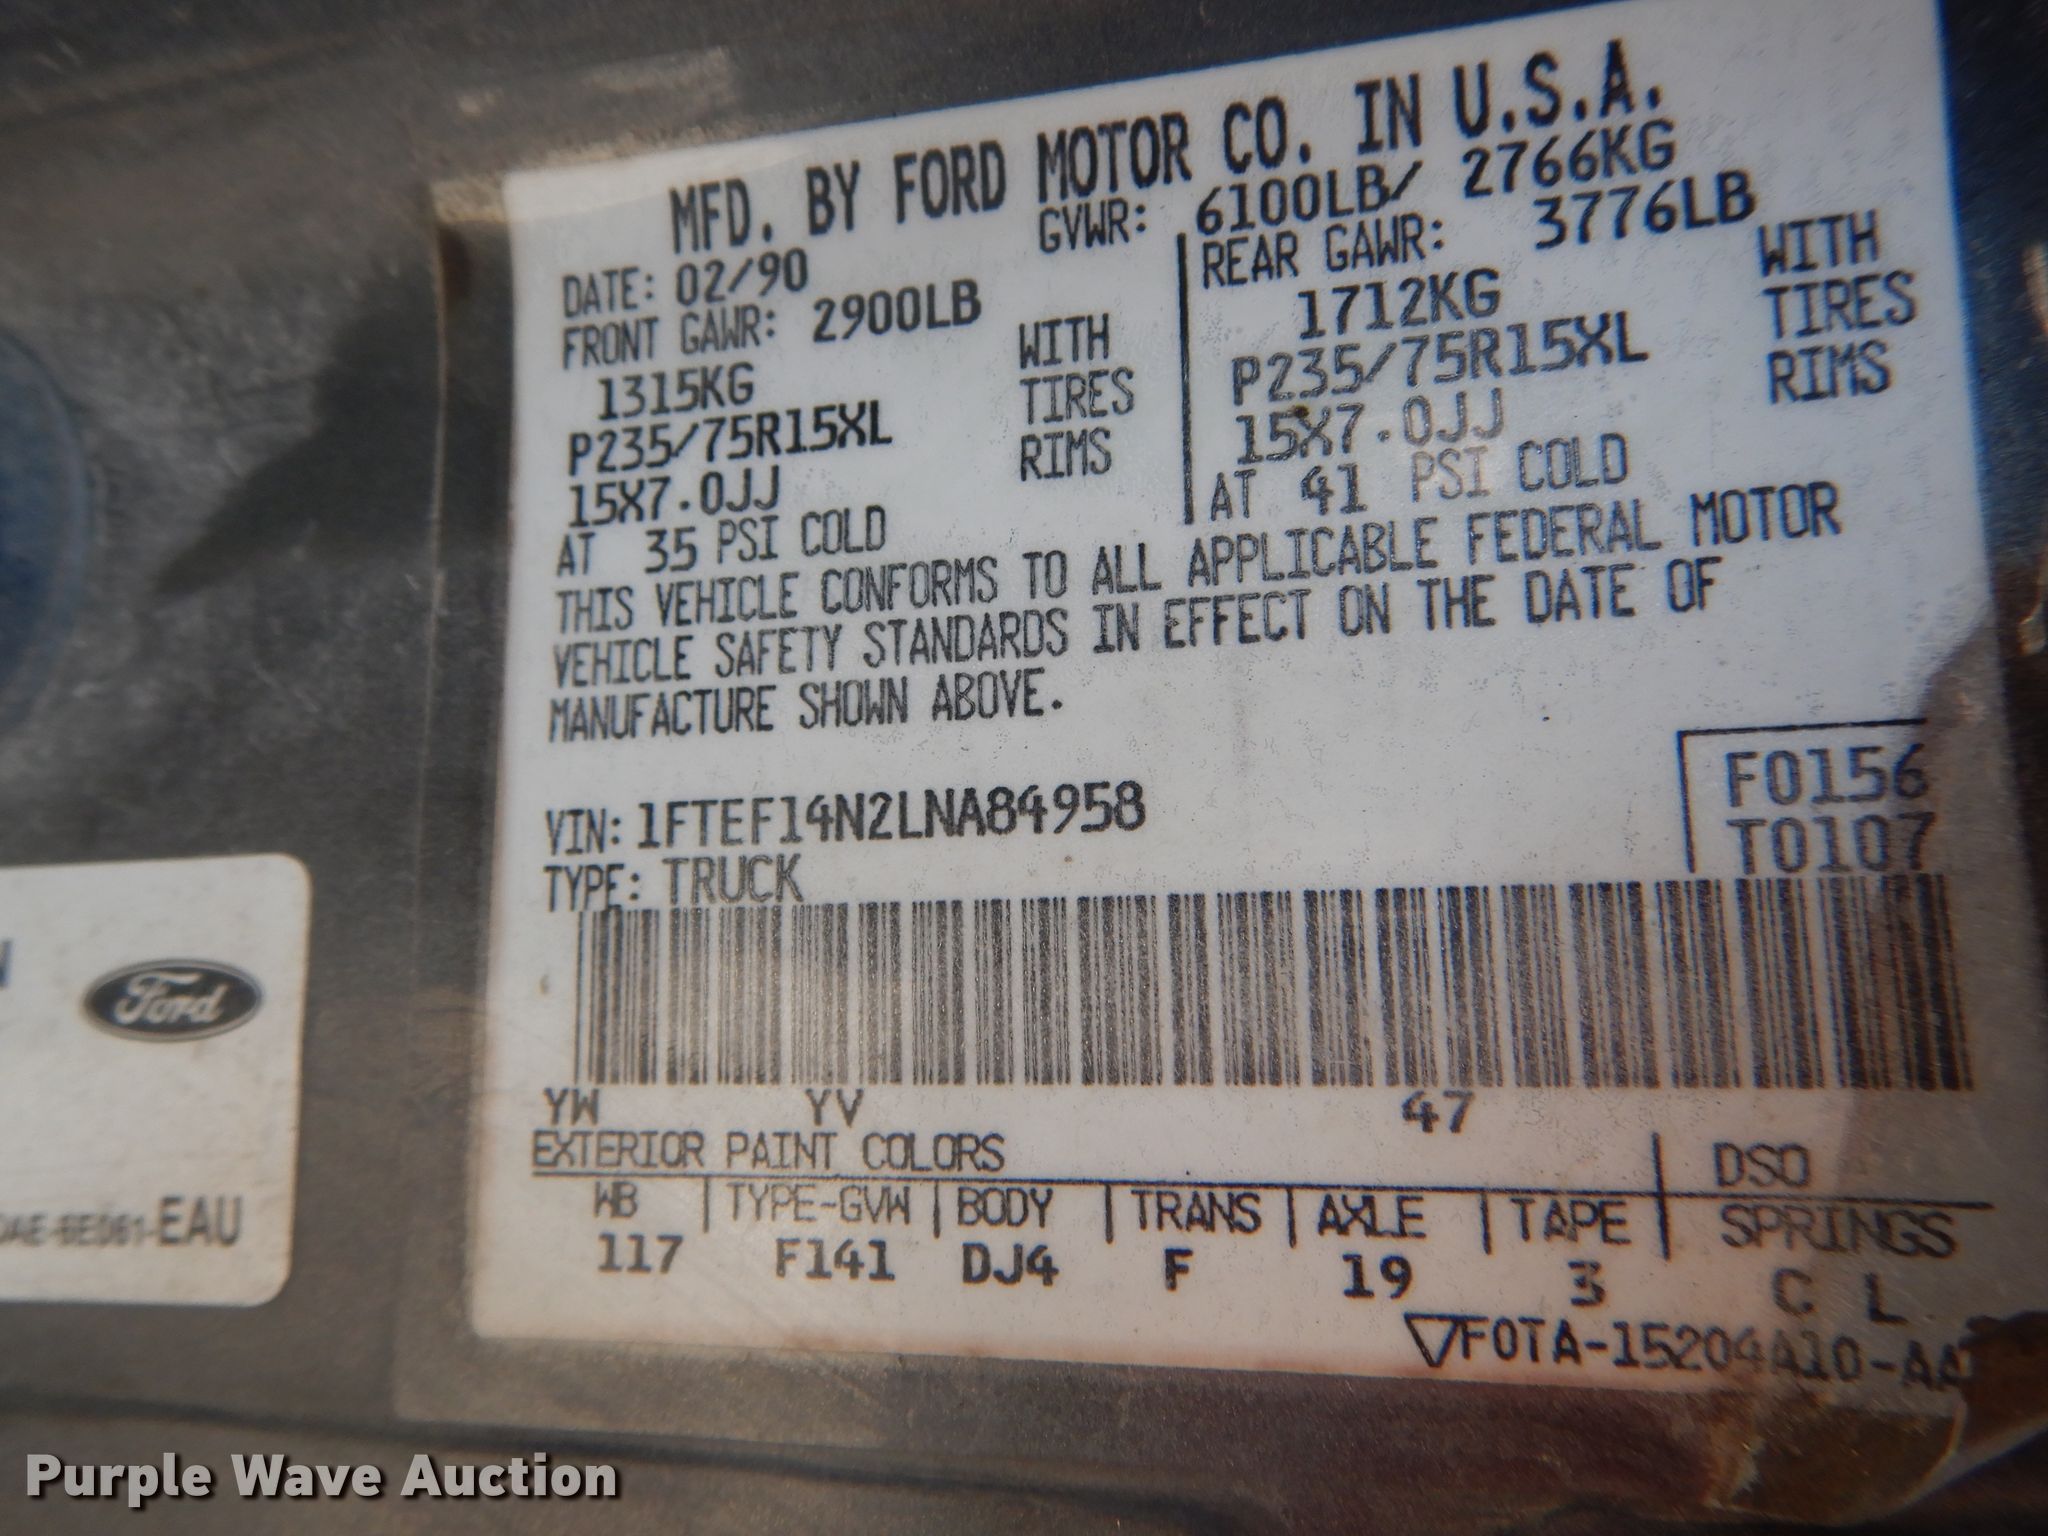 MFD. BY FORD MOTOR CO. IN U.S.A.
DATE: 02/90 GVWR: 6100LB/ 2766KG
FRONT GAWR: 2900LB REAR GAWR: 3776LB
1315KG WITH 1712KG WITH
P235/75R15XL TIRES P235/75R15XL TIRES
15X7.0JJ RIMS 15X7.0JJ RIMS
AT 35 PSI COLD AT 41 PSI COLD
THIS VEHICLE CONFORMS TO ALL APPLICABLE FEDERAL MOTOR
VEHICLE SAFETY STANDARDS IN EFFECT ON THE DATE OF
MANUFACTURE SHOWN ABOVE.
F0156
VIN: 1FTEF14N2LNA84958 T0107
TYPE: TRUCK
YW YV 47
EXTERIOR PAINT COLORS DSO
WB TYPE-GVW BODY TRANS AXLE TAPE SPRINGS
117 F141 DJ4 F 19 3 C L
F0TA-15204A10-AA
Ford
-EAU
Purple Wave Auction